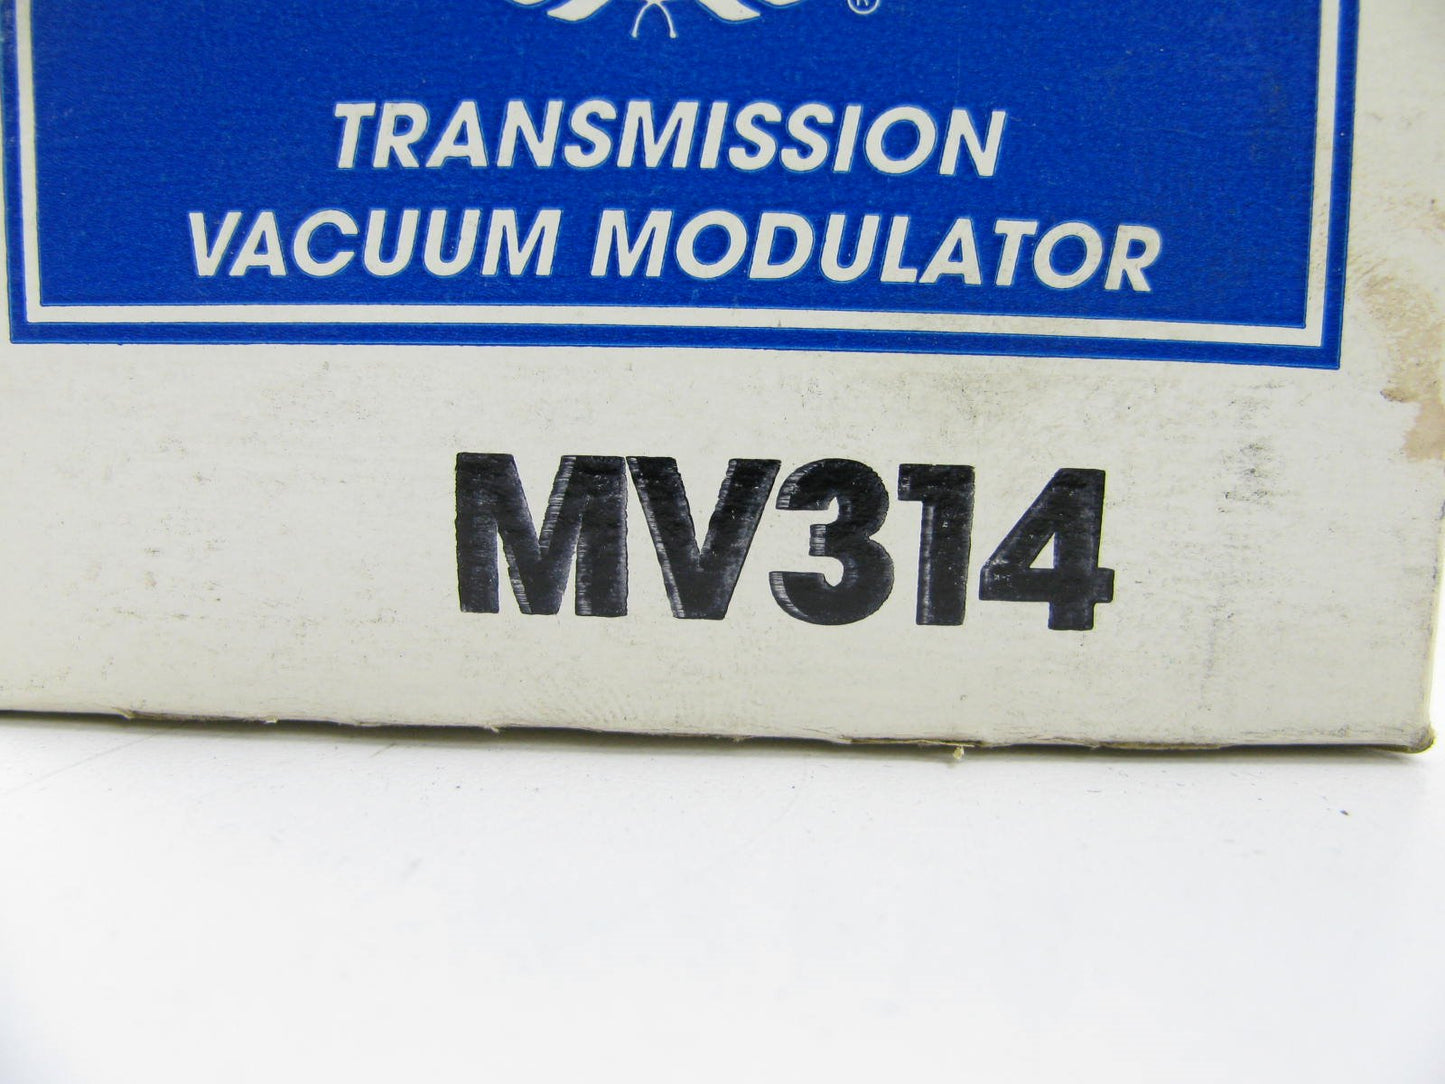 ®
TRANSMISSION
VACUUM MODULATOR
MV314